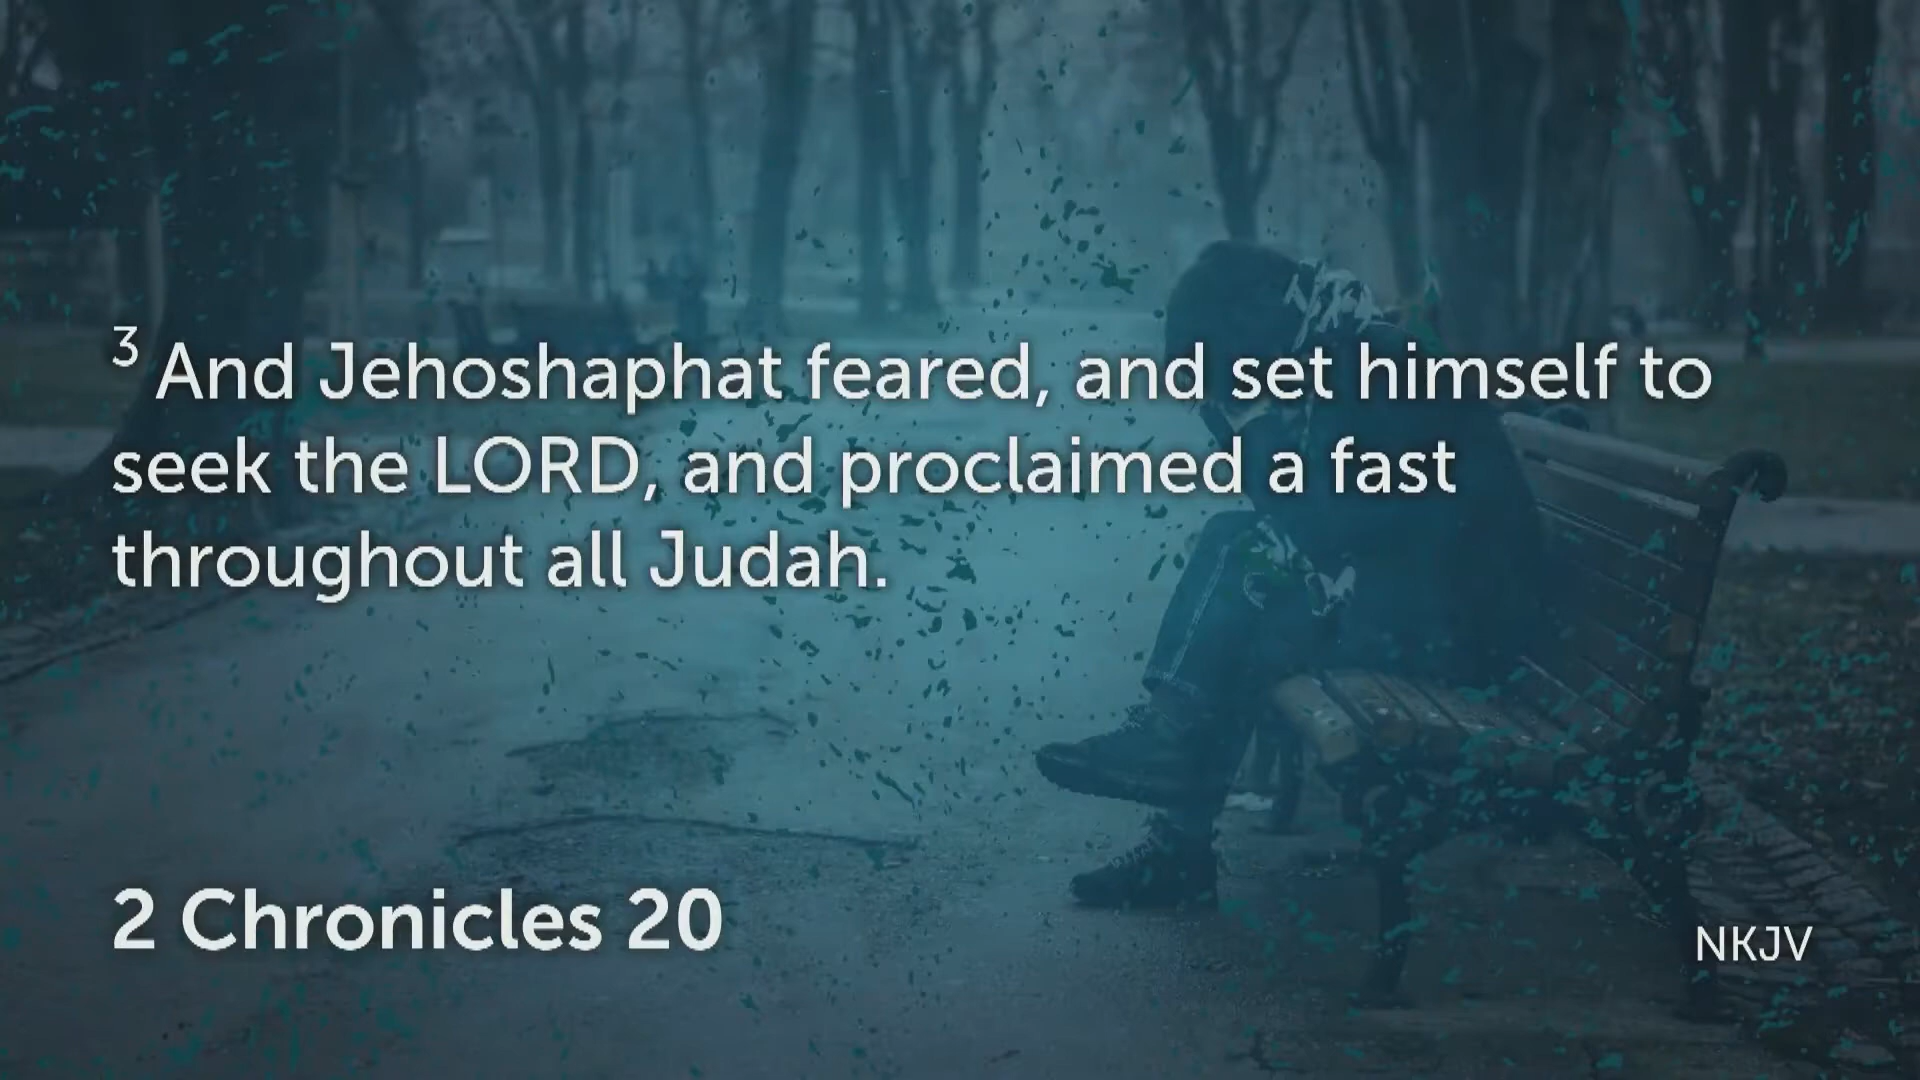 3 And Jehoshaphat feared, and set himself to
seek the LORD, and proclaimed a fast
throughout all Judah.
2 Chronicles 20
NKJV